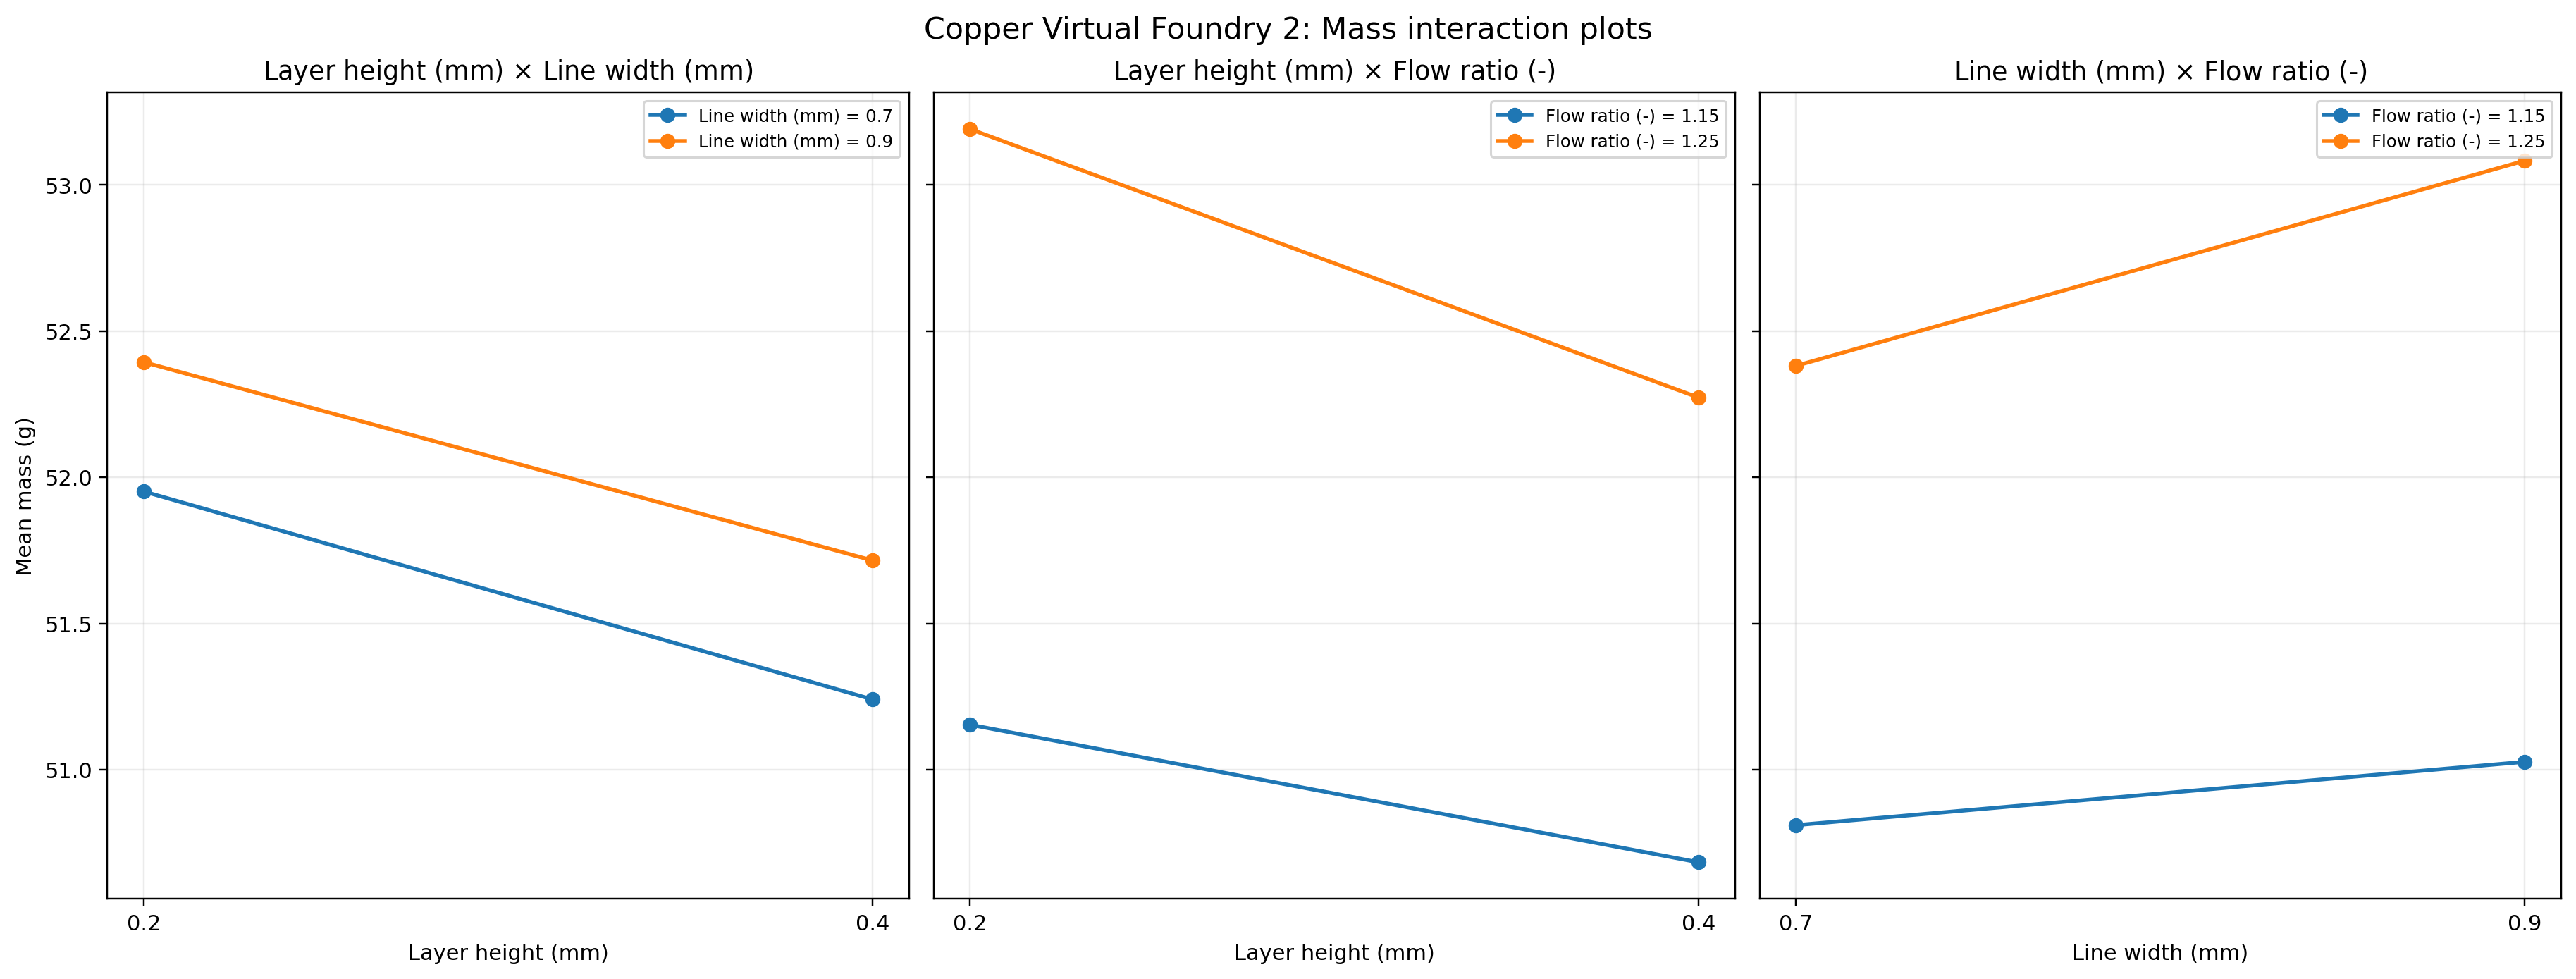 Copper Virtual Foundry 2: Mass interaction plots
Layer height (mm) × Line width (mm)
Line width (mm) = 0.7
Line width (mm) = 0.9
Mean mass (g)
53.0
52.5
52.0
51.5
51.0
0.2
0.4
Layer height (mm)
Layer height (mm) × Flow ratio (-)
Flow ratio (-) = 1.15
Flow ratio (-) = 1.25
0.2
0.4
Layer height (mm)
Line width (mm) × Flow ratio (-)
Flow ratio (-) = 1.15
Flow ratio (-) = 1.25
0.7
0.9
Line width (mm)